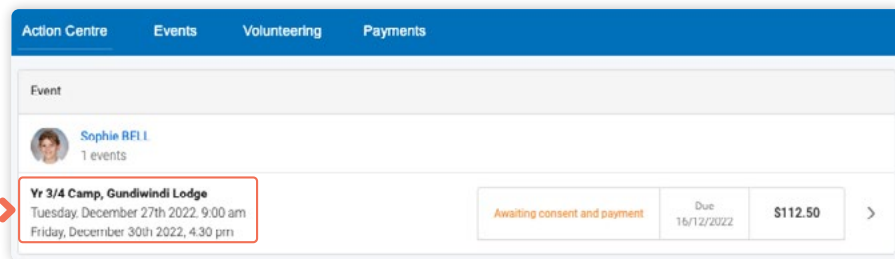 Action Centre Events Volunteering Payments
Event
Sophie BELL
1 events
Yr 3/4 Camp, Gundiwindi Lodge
Tuesday, December 27th 2022, 9:00 am
Friday, December 30th 2022, 4:30 pm
Awaiting consent and payment
Due
16/12/2022
$112.50